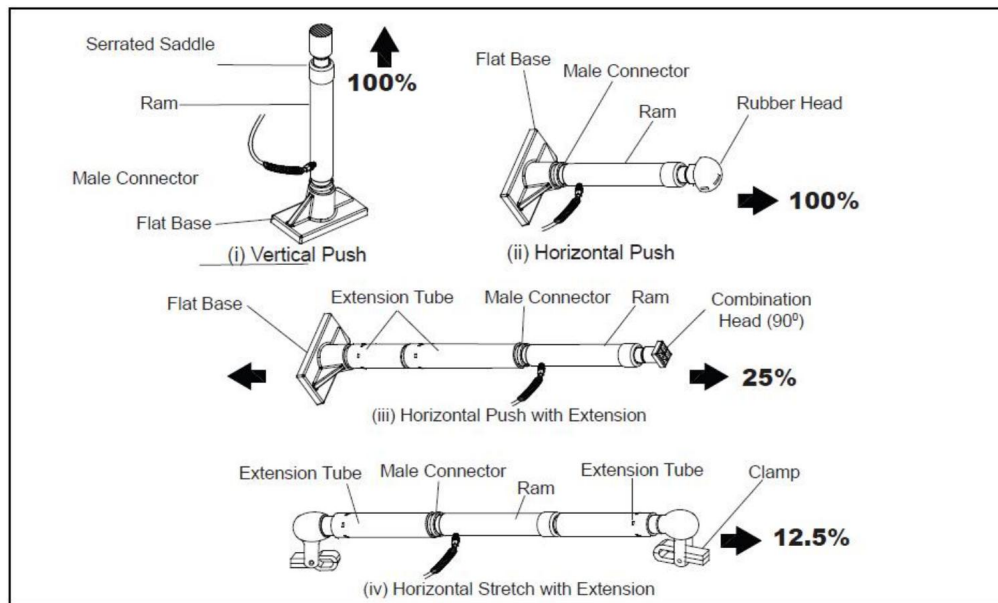 Serrated Saddle
100%
Ram
Male Connector
Flat Base
(i) Vertical Push
Flat Base
Male Connector
Ram
Rubber Head
100%
(ii) Horizontal Push
Flat Base
Extension Tube
Male Connector
Ram
Combination
Head (90⁰)
25%
(iii) Horizontal Push with Extension
Extension Tube
Male Connector
Ram
Extension Tube
Clamp
12.5%
(iv) Horizontal Stretch with Extension